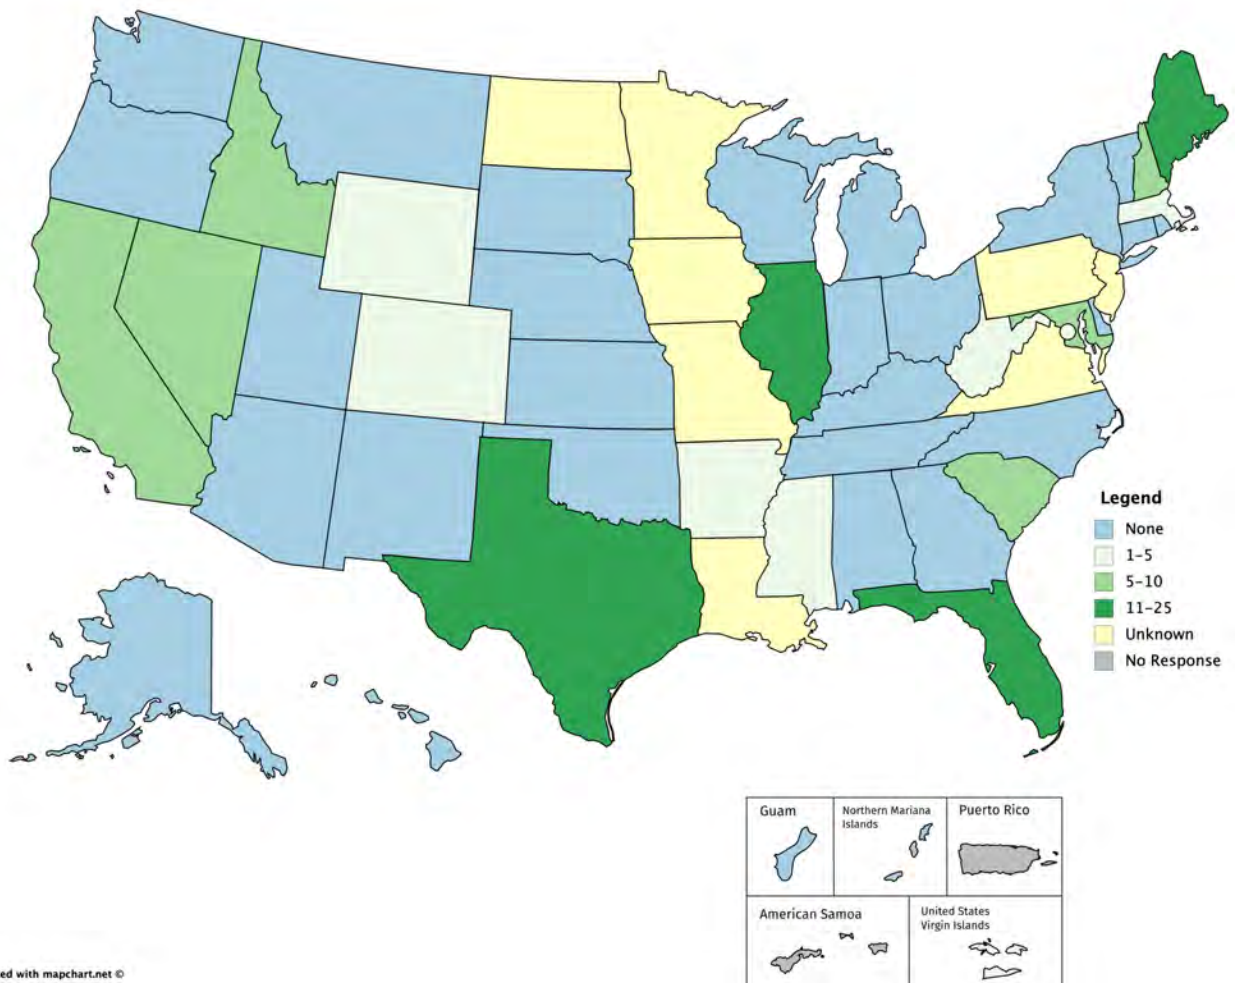 Legend
None
1-5
5-10
11-25
Unknown
No Response
Guam
Northern Mariana
Islands
Puerto Rico
American Samoa
United States
Virgin Islands
ed with mapchart.net ©